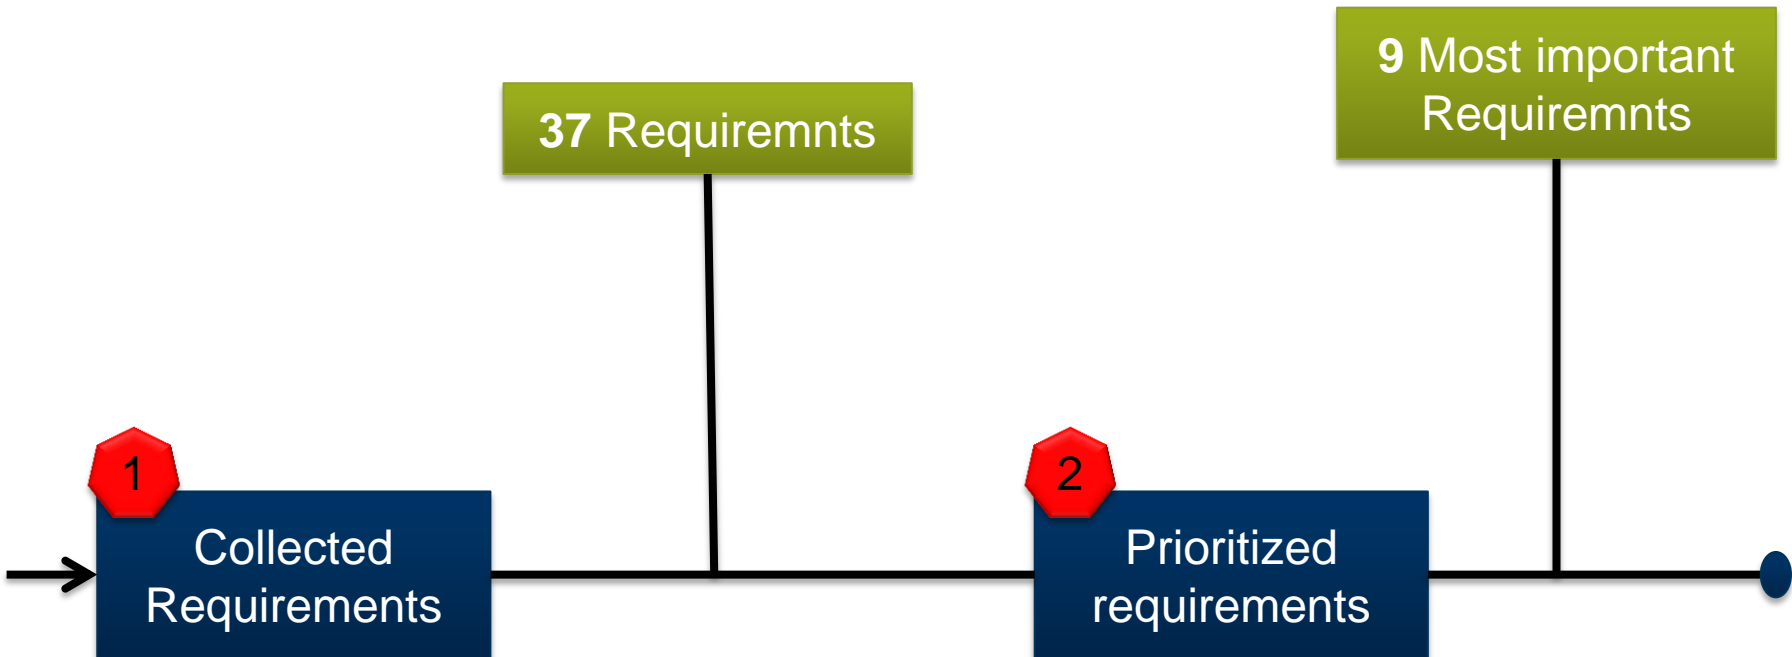 9 Most important
Requiremnts
37 Requiremnts
1
Collected
Requirements
2
Prioritized
requirements